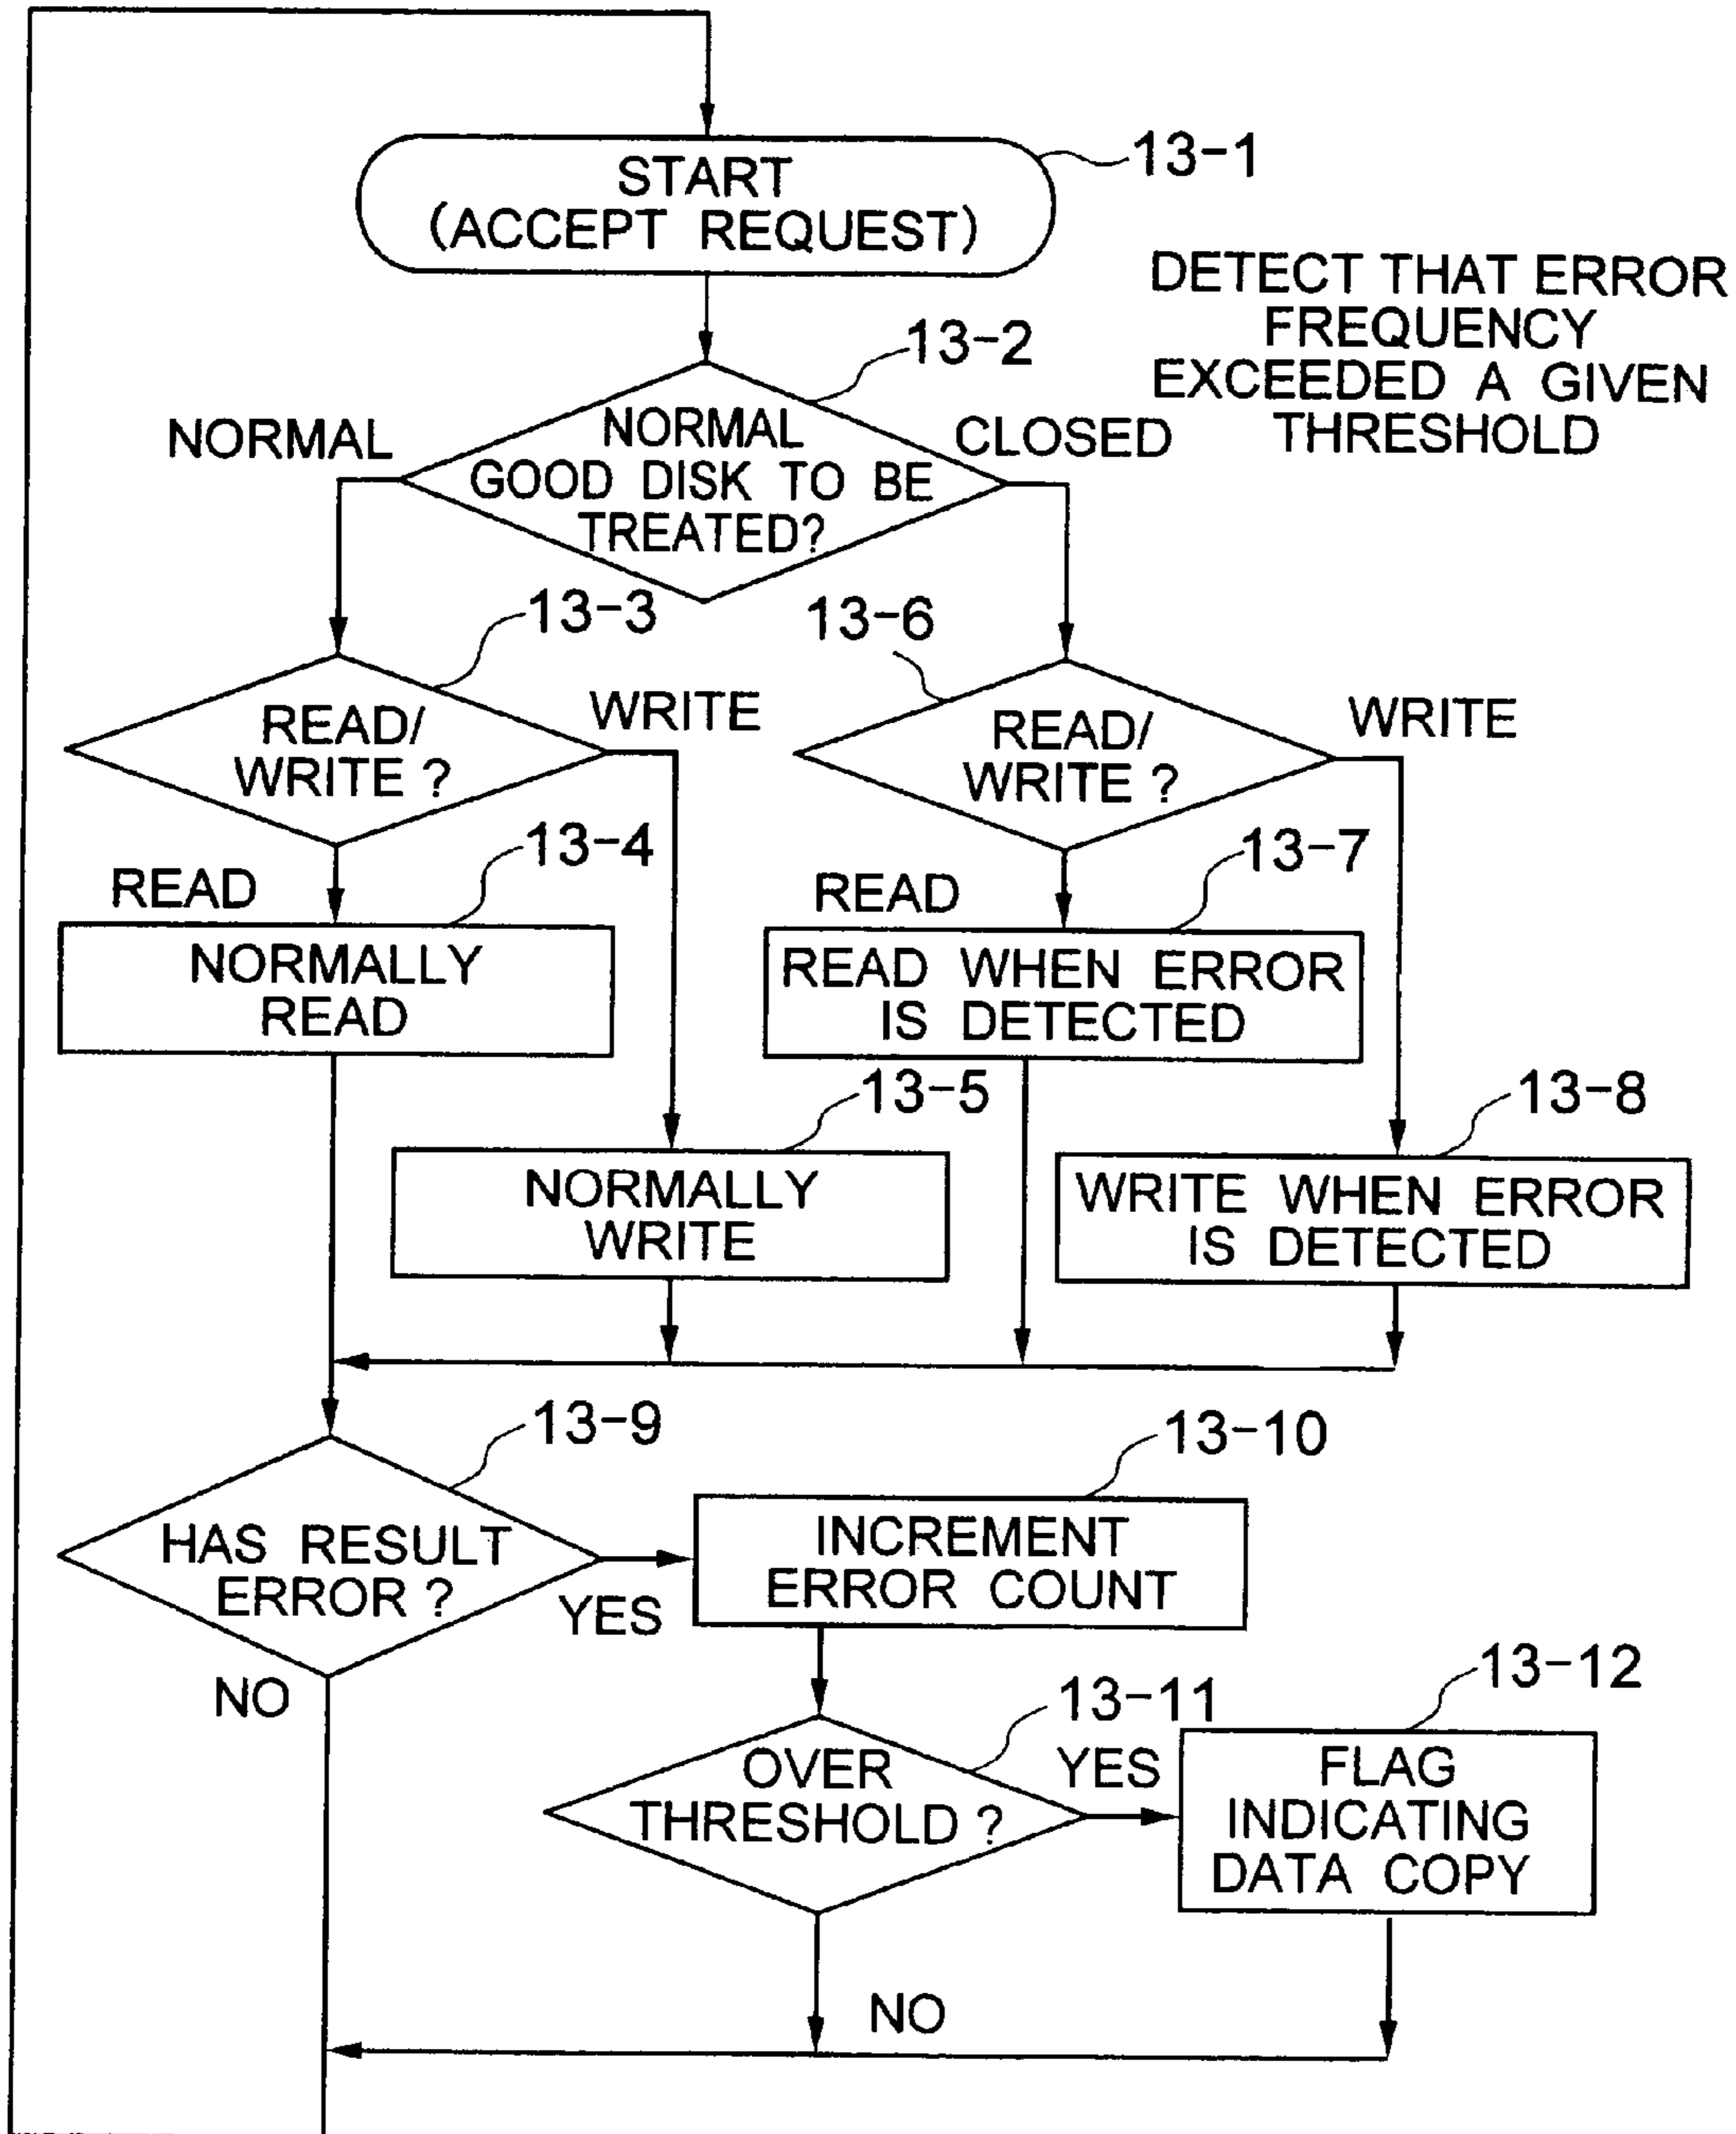 13-1
START
(ACCEPT REQUEST)
DETECT THAT ERROR
FREQUENCY
EXCEEDED A GIVEN
THRESHOLD
13-2
NORMAL
NORMAL
GOOD DISK TO BE
TREATED?
CLOSED
13-3
READ/
WRITE ?
WRITE
13-6
READ/
WRITE ?
WRITE
READ
13-4
NORMALLY
READ
READ
13-7
READ WHEN ERROR
IS DETECTED
13-5
NORMALLY
WRITE
13-8
WRITE WHEN ERROR
IS DETECTED
13-9
HAS RESULT
ERROR ?
YES
NO
13-10
INCREMENT
ERROR COUNT
13-11
OVER
THRESHOLD ?
YES
13-12
FLAG
INDICATING
DATA COPY
NO